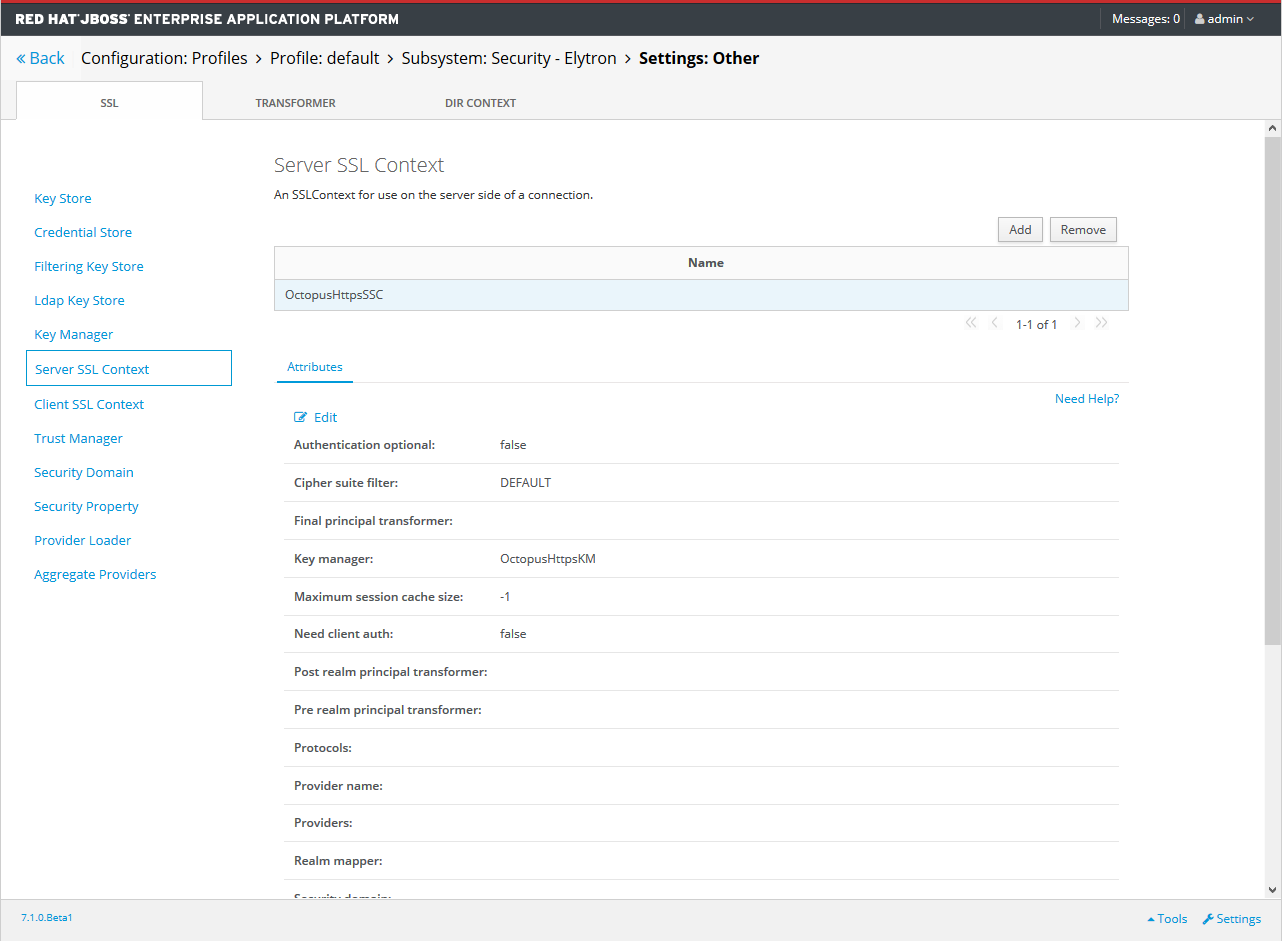 RED HAT® JBOSS® ENTERPRISE APPLICATION PLATFORM
Messages: 0
admin
« Back
Configuration: Profiles > Profile: default > Subsystem: Security - Elytron > Settings: Other
SSL
TRANSFORMER
DIR CONTEXT
Key Store
Credential Store
Filtering Key Store
Ldap Key Store
Key Manager
Server SSL Context
Client SSL Context
Trust Manager
Security Domain
Security Property
Provider Loader
Aggregate Providers
Server SSL Context
An SSLContext for use on the server side of a connection.
Add
Remove
Name
OctopusHttpsSSC
1-1 of 1
Attributes
Need Help?
Edit
Authentication optional: false
Cipher suite filter: DEFAULT
Final principal transformer:
Key manager: OctopusHttpsKM
Maximum session cache size: -1
Need client auth: false
Post realm principal transformer:
Pre realm principal transformer:
Protocols:
Provider name:
Providers:
Realm mapper:
Security domain:
7.1.0.Beta1
Tools
Settings